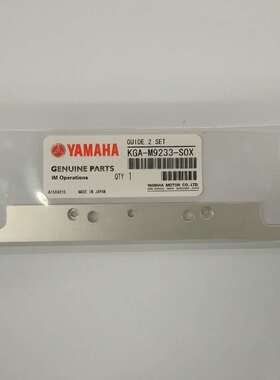 YAMAHA
GENUINE PARTS
IM Operations
GUIDE 2 SET
KGA-M9233-S0X
QTY 1
MADE IN JAPAN
YAMAHA MOTOR CO.,LTD.